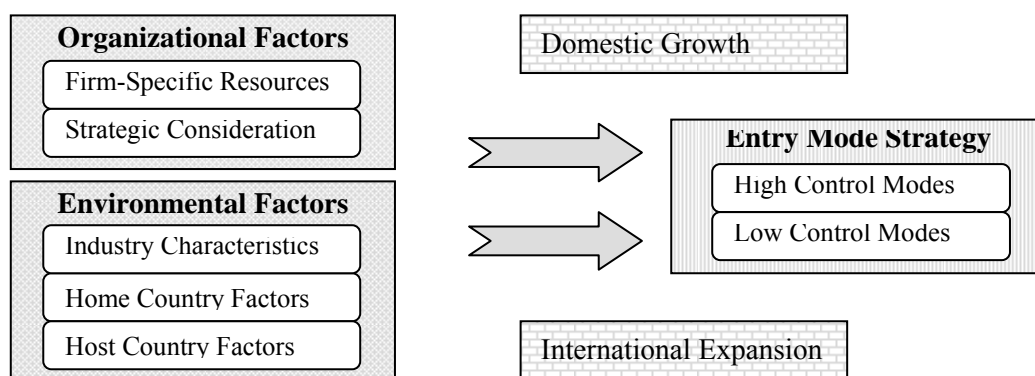 Organizational Factors
Firm-Specific Resources
Strategic Consideration
Environmental Factors
Industry Characteristics
Home Country Factors
Host Country Factors
Domestic Growth
Entry Mode Strategy
High Control Modes
Low Control Modes
International Expansion